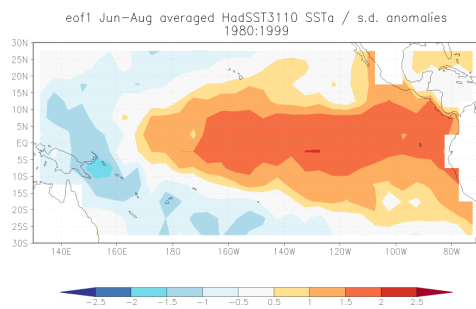 eof1 Jun-Aug averaged HadSST3110 SSTa / s.d. anomalies
1980:1999
30N
25N
20N
15N
10N
5N
EQ
5S
10S
15S
20S
25S
30S
140E 160E 180 160W 140W 120W 100W 80W
-2.5 -2 -1.5 -1 -0.5 0.5 1 1.5 2 2.5